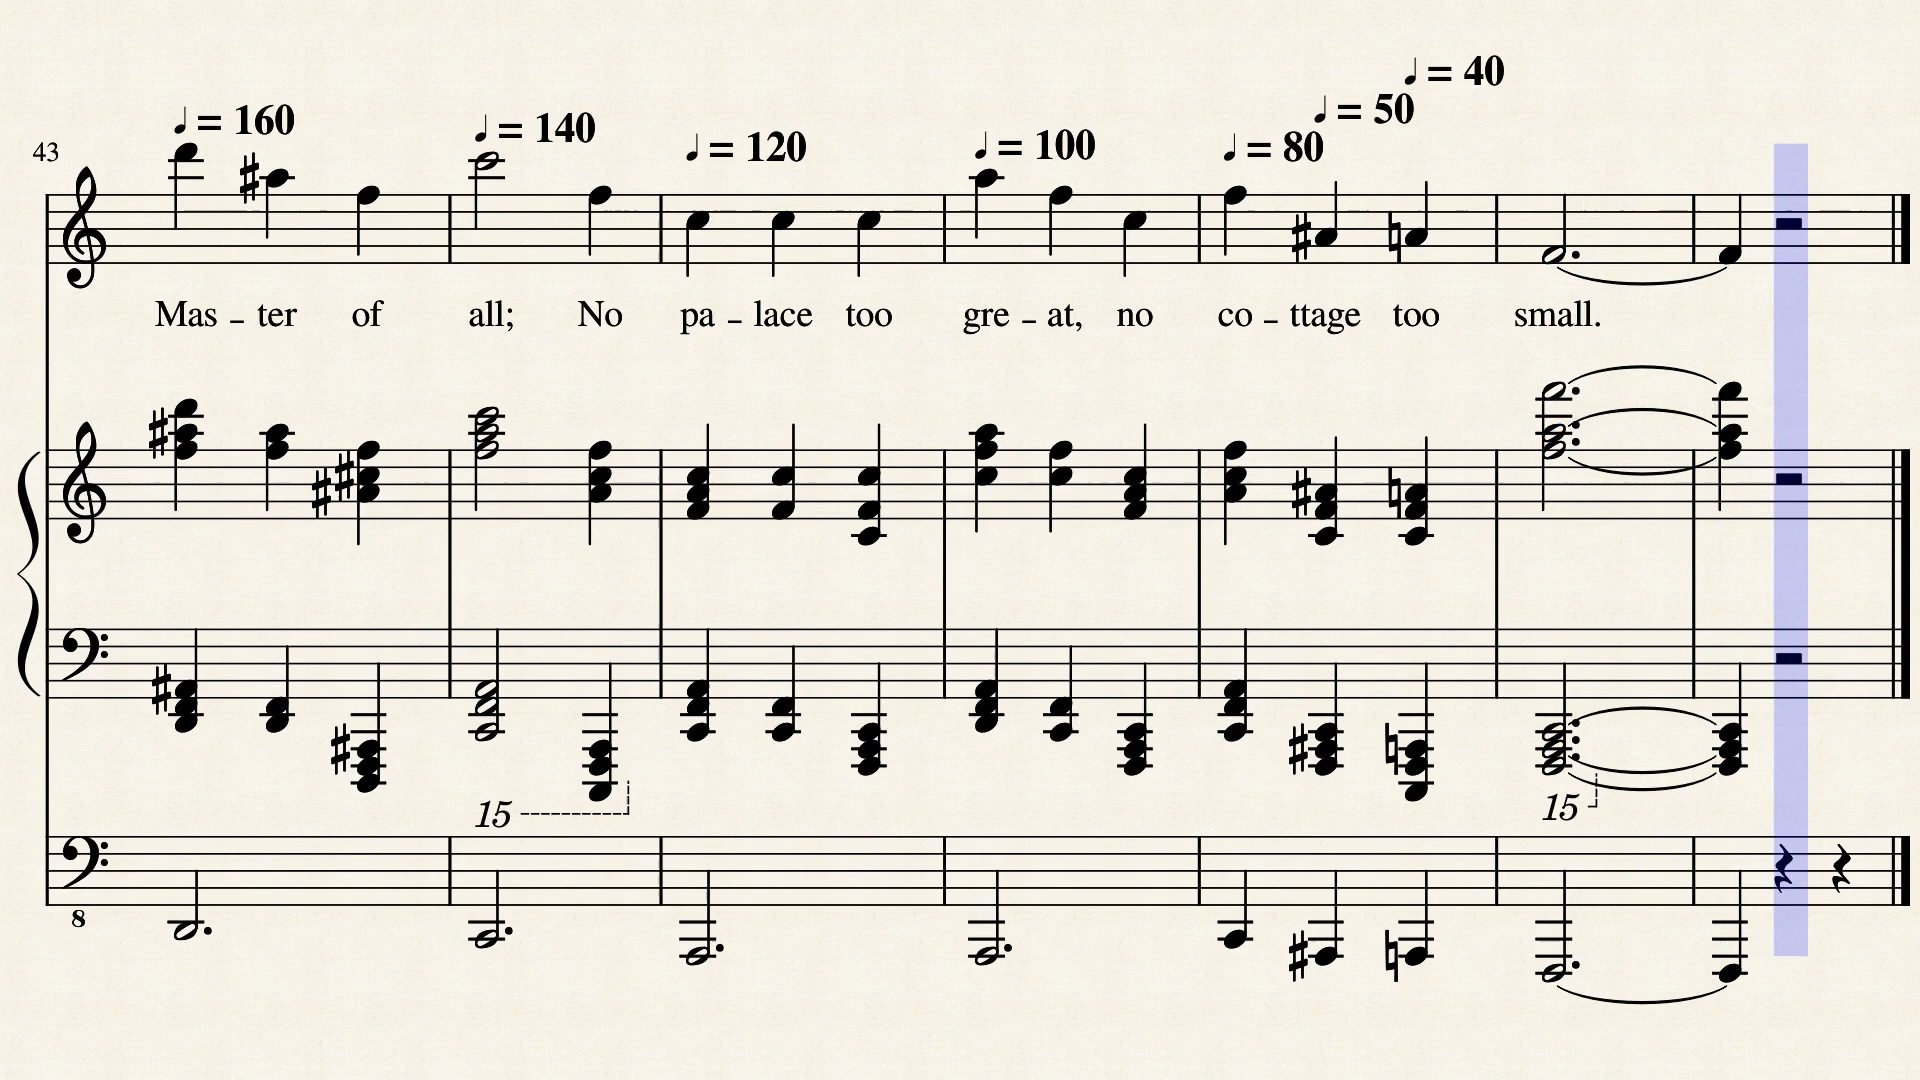 ♩ = 40
♩ = 50
43 ♩ = 160 ♩ = 140 ♩ = 120 ♩ = 100 ♩ = 80
Mas – ter of all; No pa – lace too gre – at, no co – ttage too small.
15 15
8